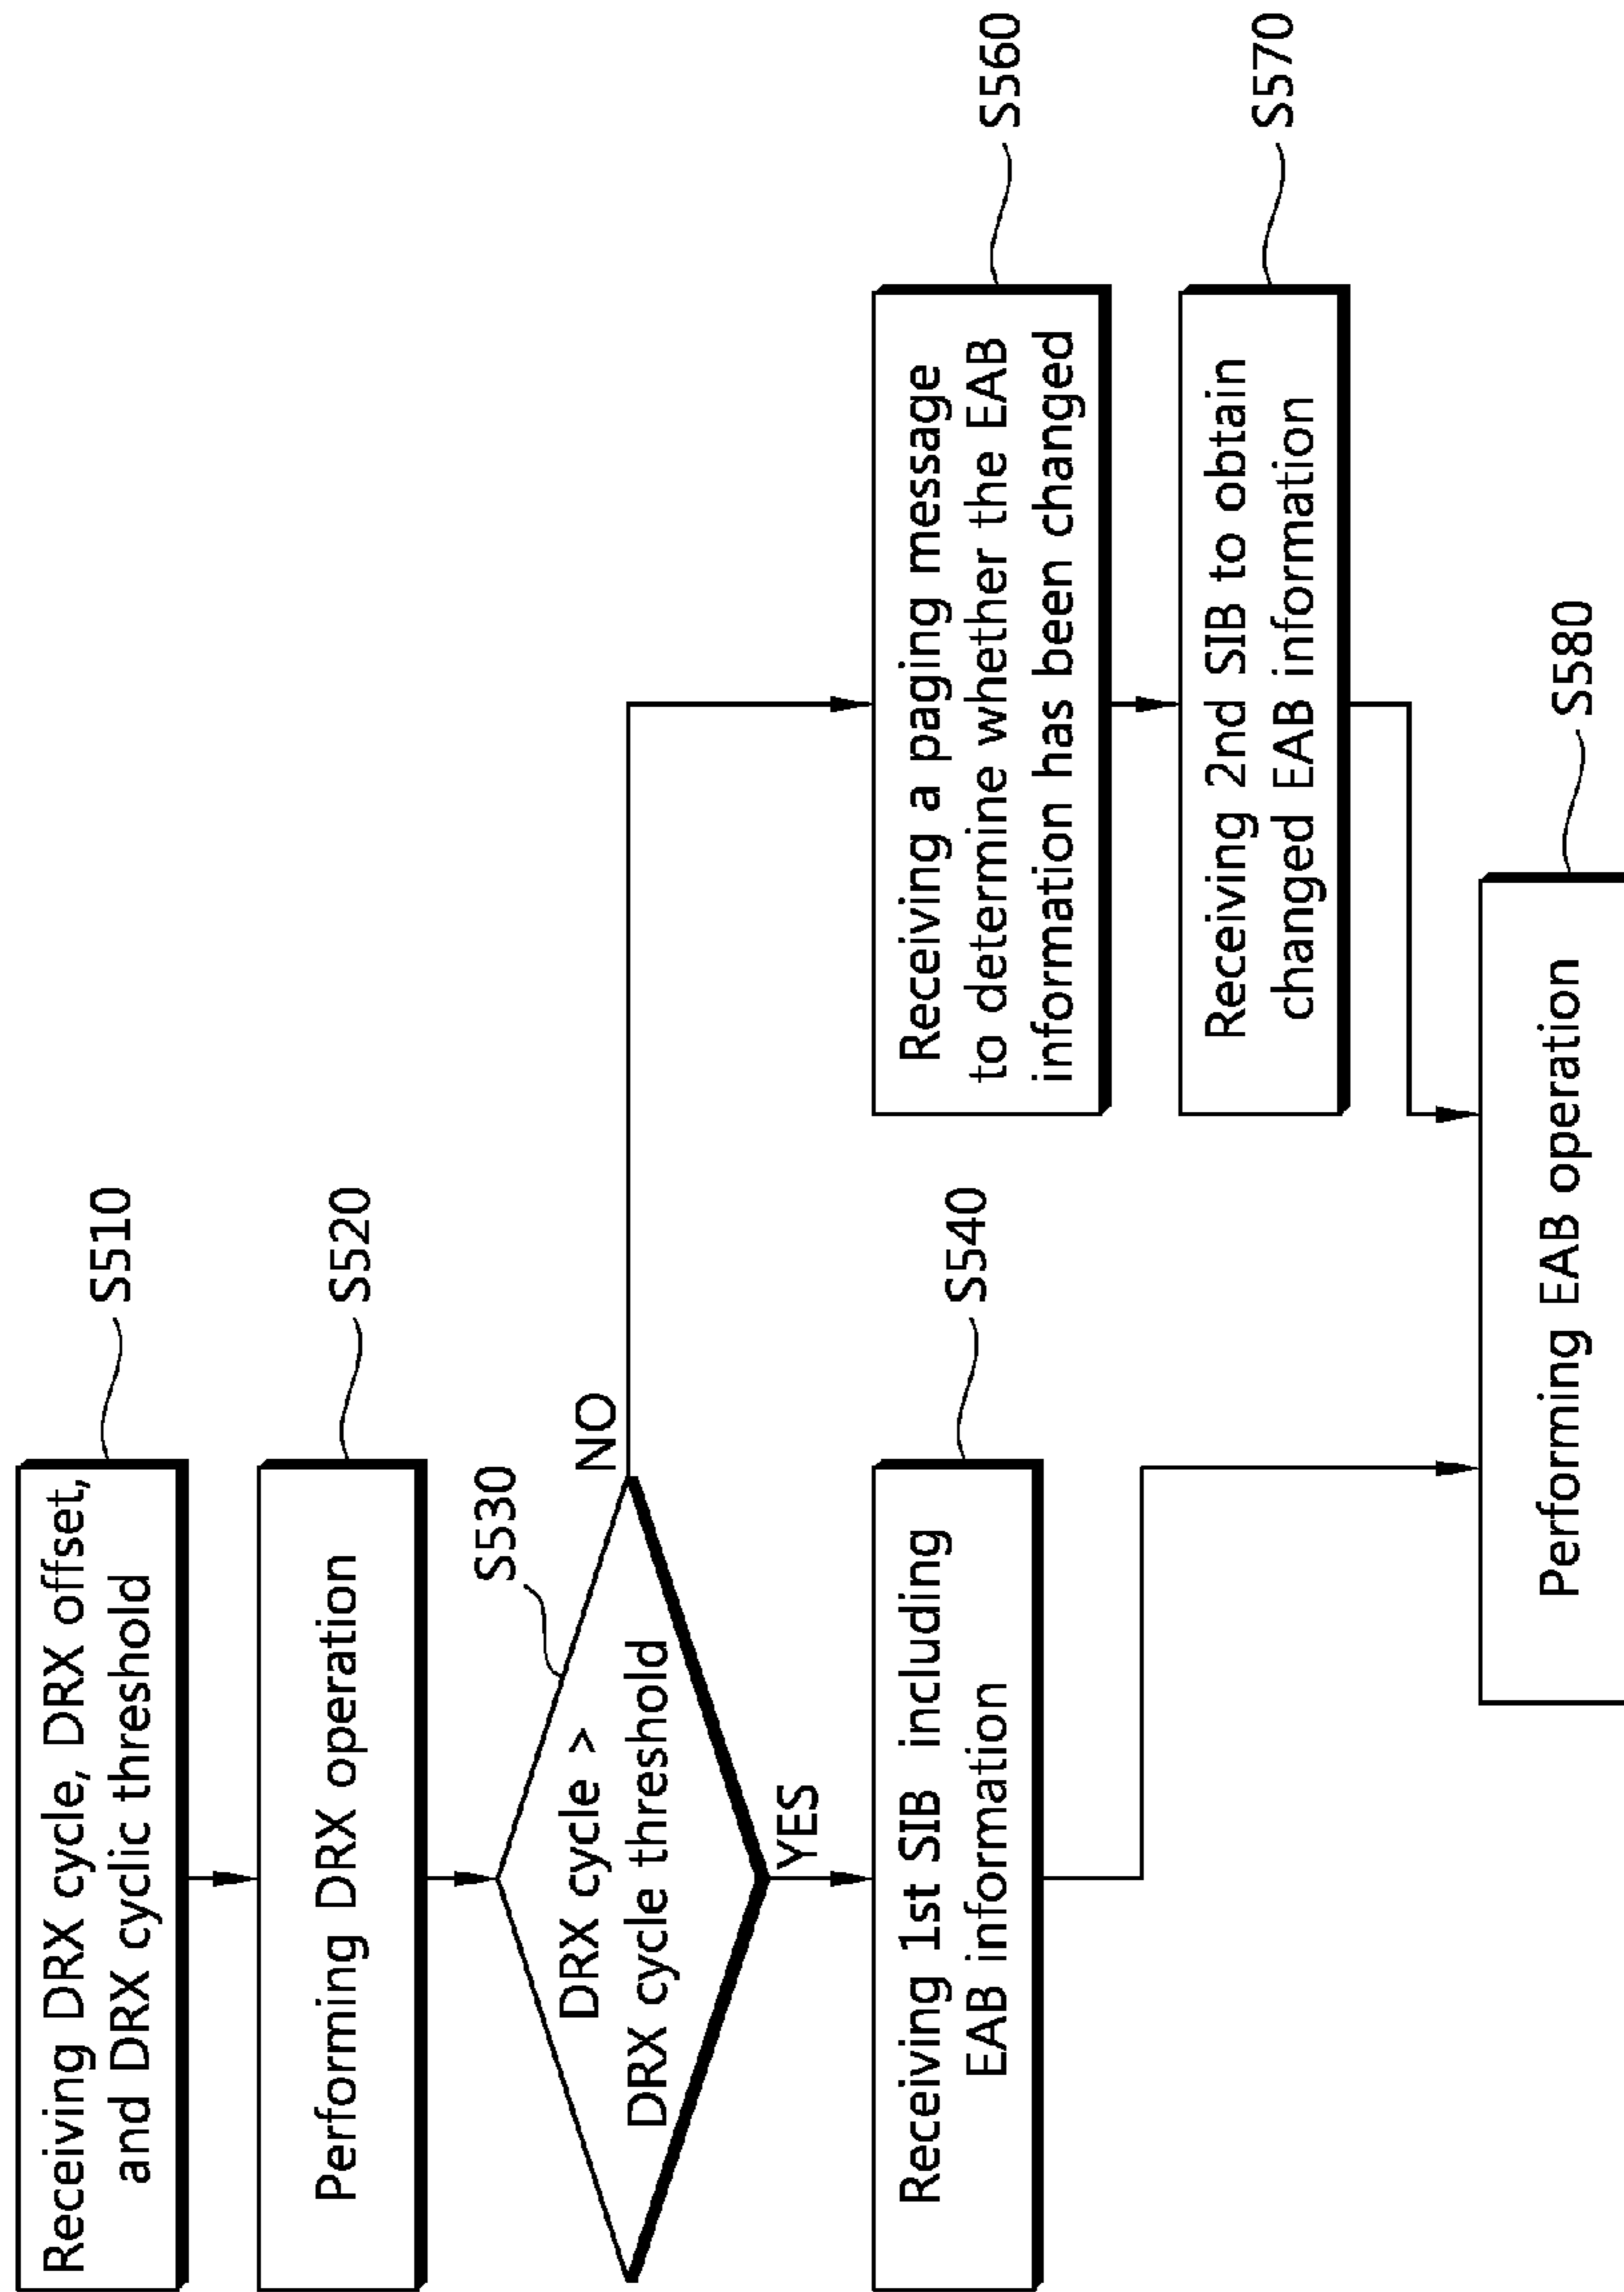 Receiving DRX cycle, DRX offset,
and DRX cyclic threshold
S510
Performing DRX operation
S520
S530
DRX cycle >
DRX cycle threshold
NO
YES
Receiving 1st SIB including
EAB information
S540
Receiving a paging message
to determine whether the EAB
information has been changed
S560
Receiving 2nd SIB to obtain
changed EAB information
S570
Performing EAB operation
S580